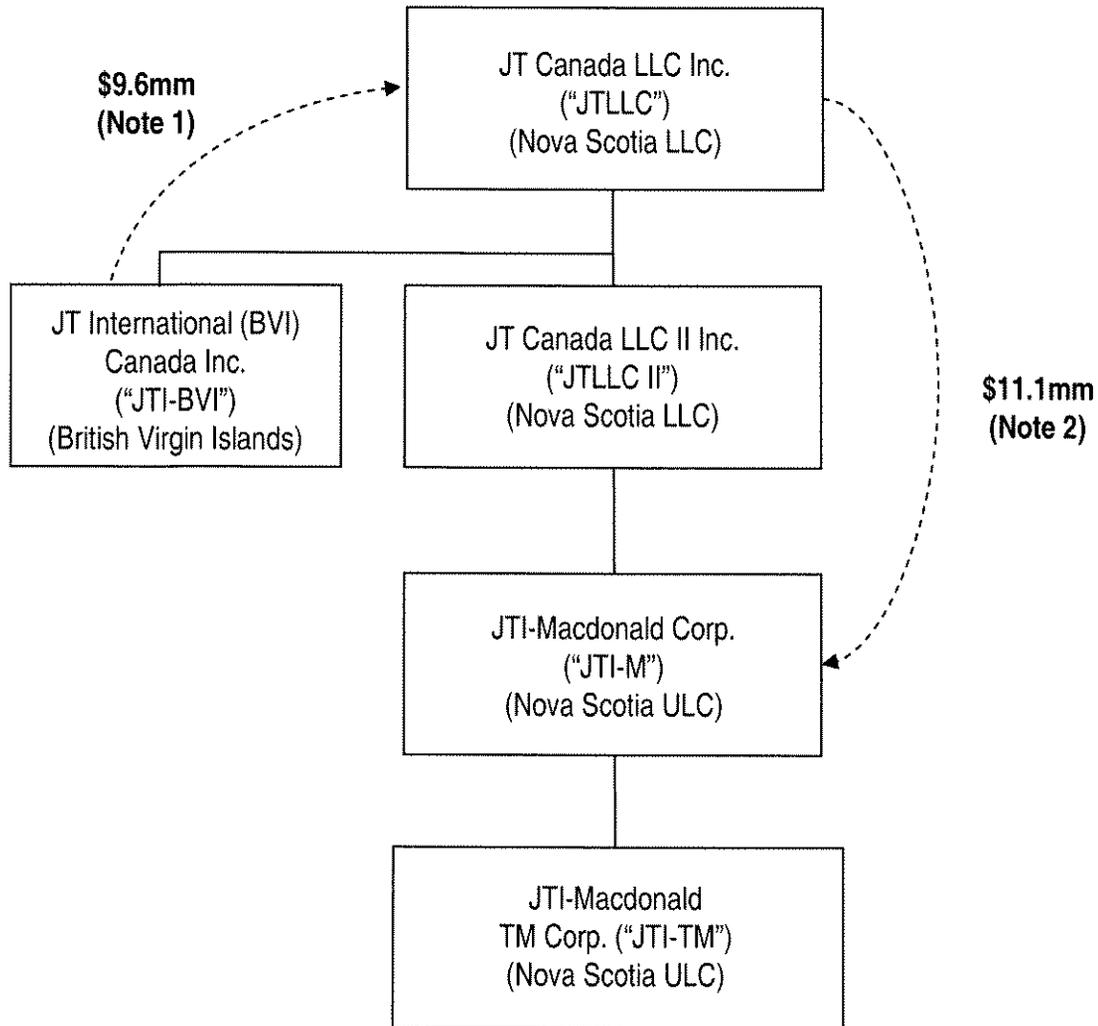 $9.6mm
(Note 1)
JT Canada LLC Inc.
("JTLLC")
(Nova Scotia LLC)
JT International (BVI)
Canada Inc.
("JTI-BVI")
(British Virgin Islands)
JT Canada LLC II Inc.
("JTLLC II")
(Nova Scotia LLC)
$11.1mm
(Note 2)
JTI-Macdonald Corp.
("JTI-M")
(Nova Scotia ULC)
JTI-Macdonald
TM Corp. ("JTI-TM")
(Nova Scotia ULC)